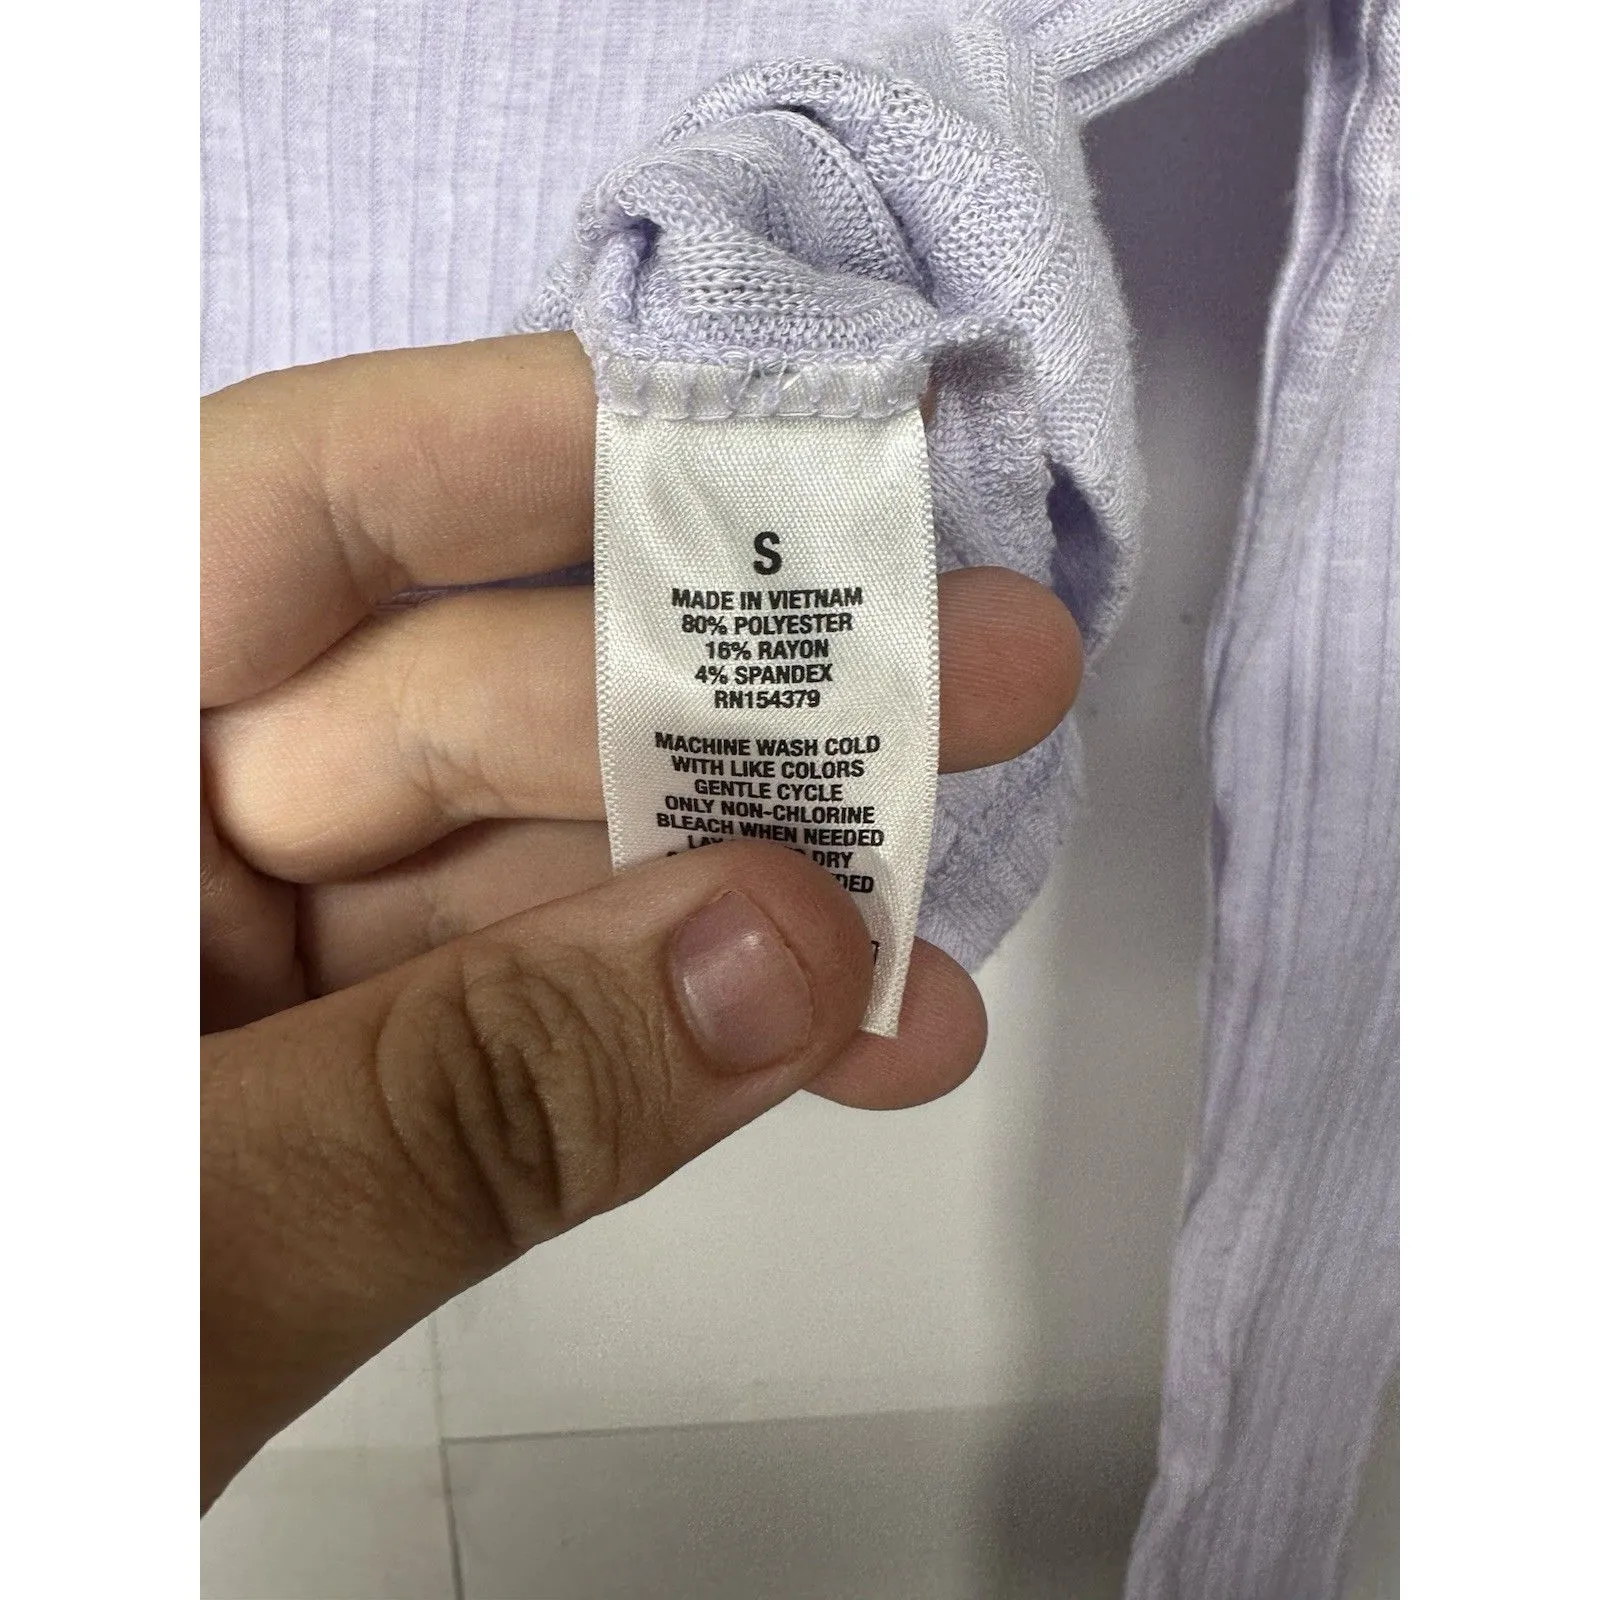 S
MADE IN VIETNAM
80% POLYESTER
16% RAYON
4% SPANDEX
RN154379
MACHINE WASH COLD
WITH LIKE COLORS
GENTLE CYCLE
ONLY NON-CHLORINE
BLEACH WHEN NEEDED
DRY